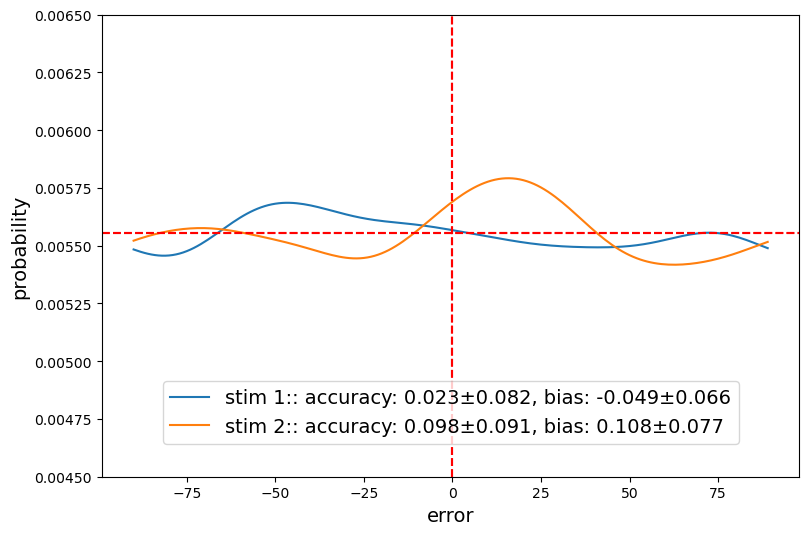 0.00650
0.00625
0.00600
0.00575
0.00550
0.00525
0.00500
0.00475
0.00450
probability
stim 1:: accuracy: 0.023±0.082, bias: -0.049±0.066
stim 2:: accuracy: 0.098±0.091, bias: 0.108±0.077
−75 −50 −25 0 25 50 75
error